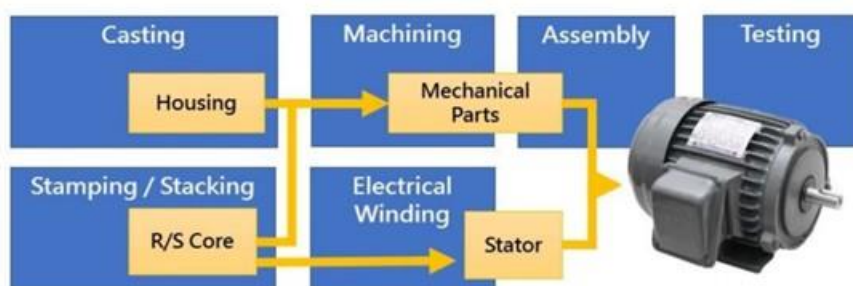 Casting
Machining
Assembly
Testing
Housing
Mechanical
Parts
Stamping / Stacking
Electrical
Winding
R/S Core
Stator